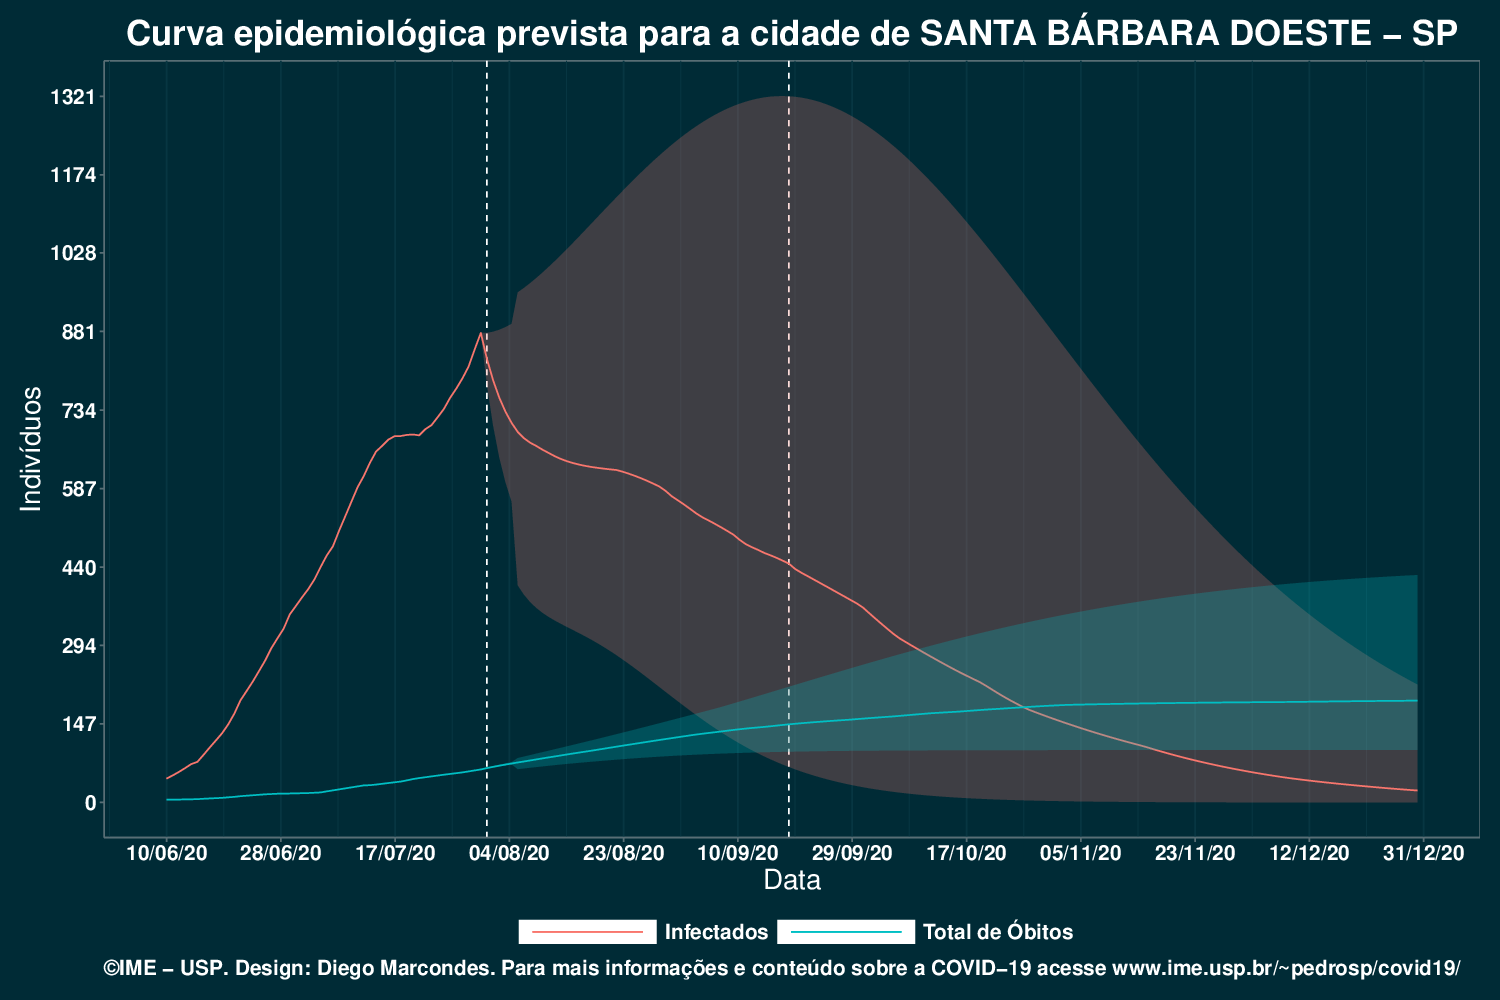 Curva epidemiológica prevista para a cidade de SANTA BÁRBARA DOESTE – SP
1321
1174
1028
881
734
587
440
294
147
0
Indivíduos
10/06/20 28/06/20 17/07/20 04/08/20 23/08/20 10/09/20 29/09/20 17/10/20 05/11/20 23/11/20 12/12/20 31/12/20
Data
Infectados Total de Óbitos
©IME – USP. Design: Diego Marcondes. Para mais informações e conteúdo sobre a COVID–19 acesse www.ime.usp.br/~pedrosp/covid19/